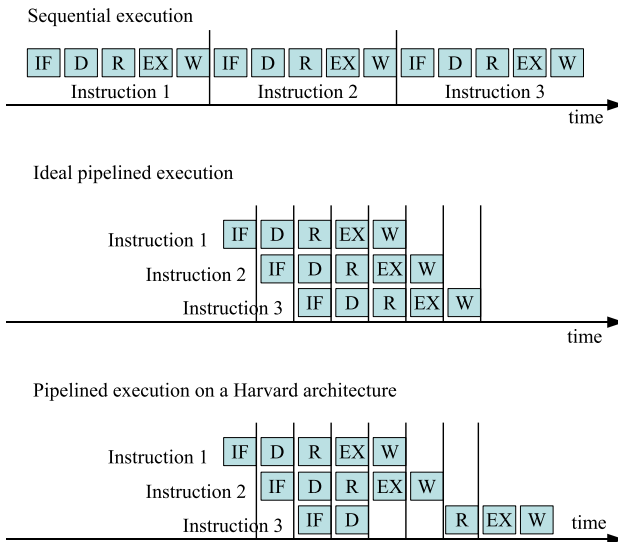 Sequential execution
IF D R EX W IF D R EX W IF D R EX W
Instruction 1 Instruction 2 Instruction 3
time
Ideal pipelined execution
Instruction 1 IF D R EX W
Instruction 2 IF D R EX W
Instruction 3 IF D R EX W
time
Pipelined execution on a Harvard architecture
Instruction 1 IF D R EX W
Instruction 2 IF D R EX W
Instruction 3 IF D R EX W time